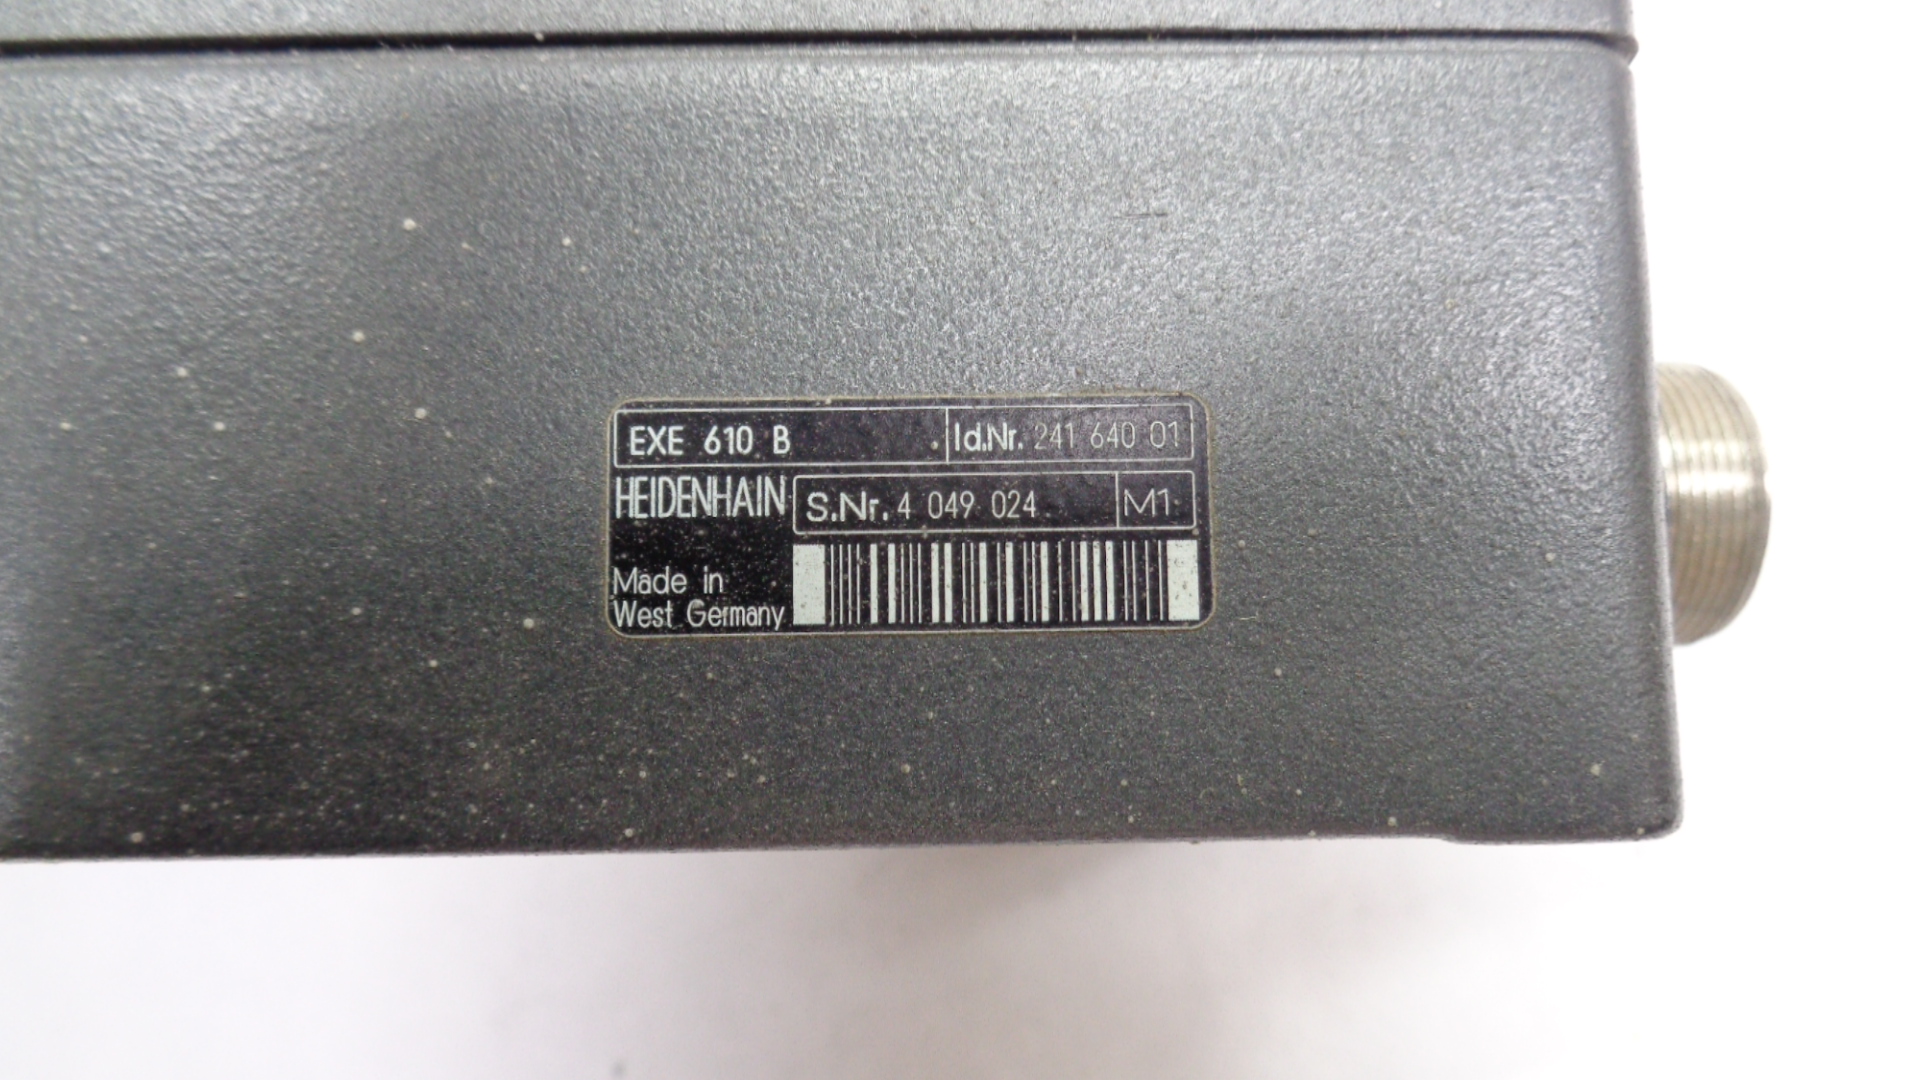 EXE 610 B Id.Nr. 241 640 01
HEIDENHAIN S.Nr. 4 049 024 M1
Made in
West Germany